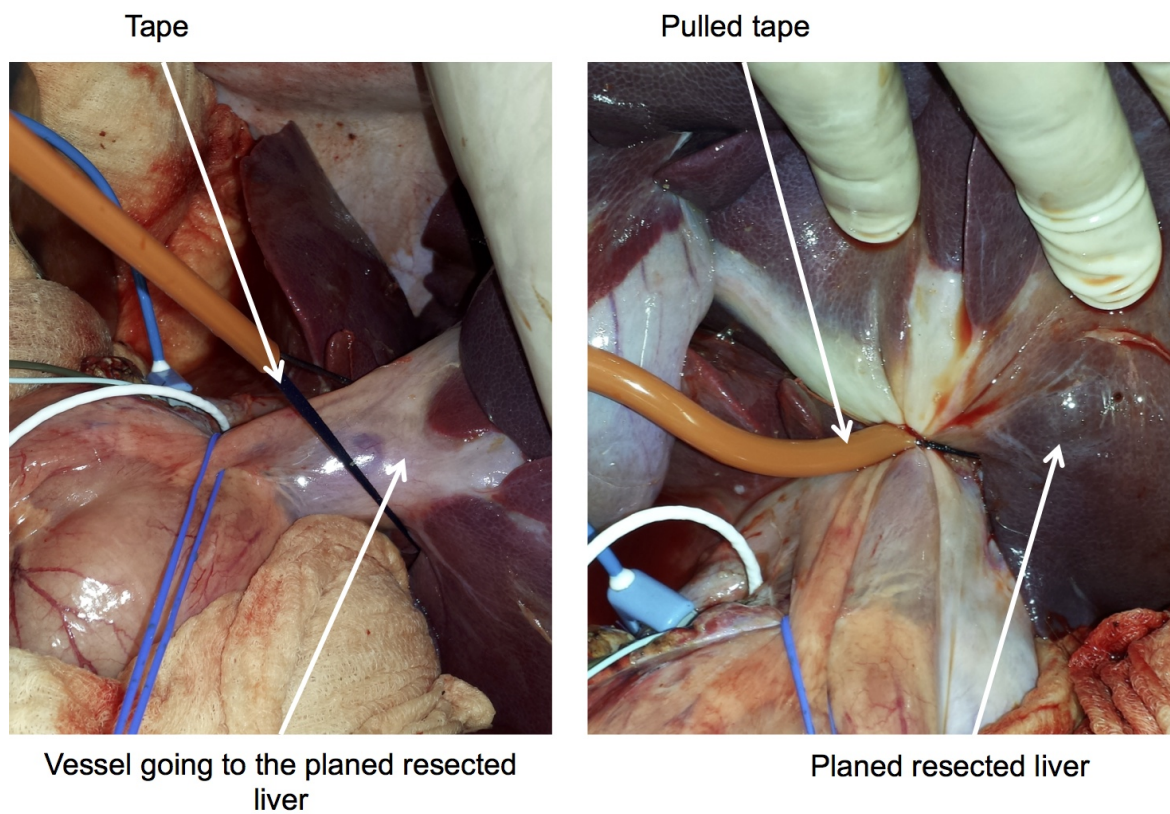 Tape
Pulled tape
Vessel going to the planed resected
liver
Planed resected liver